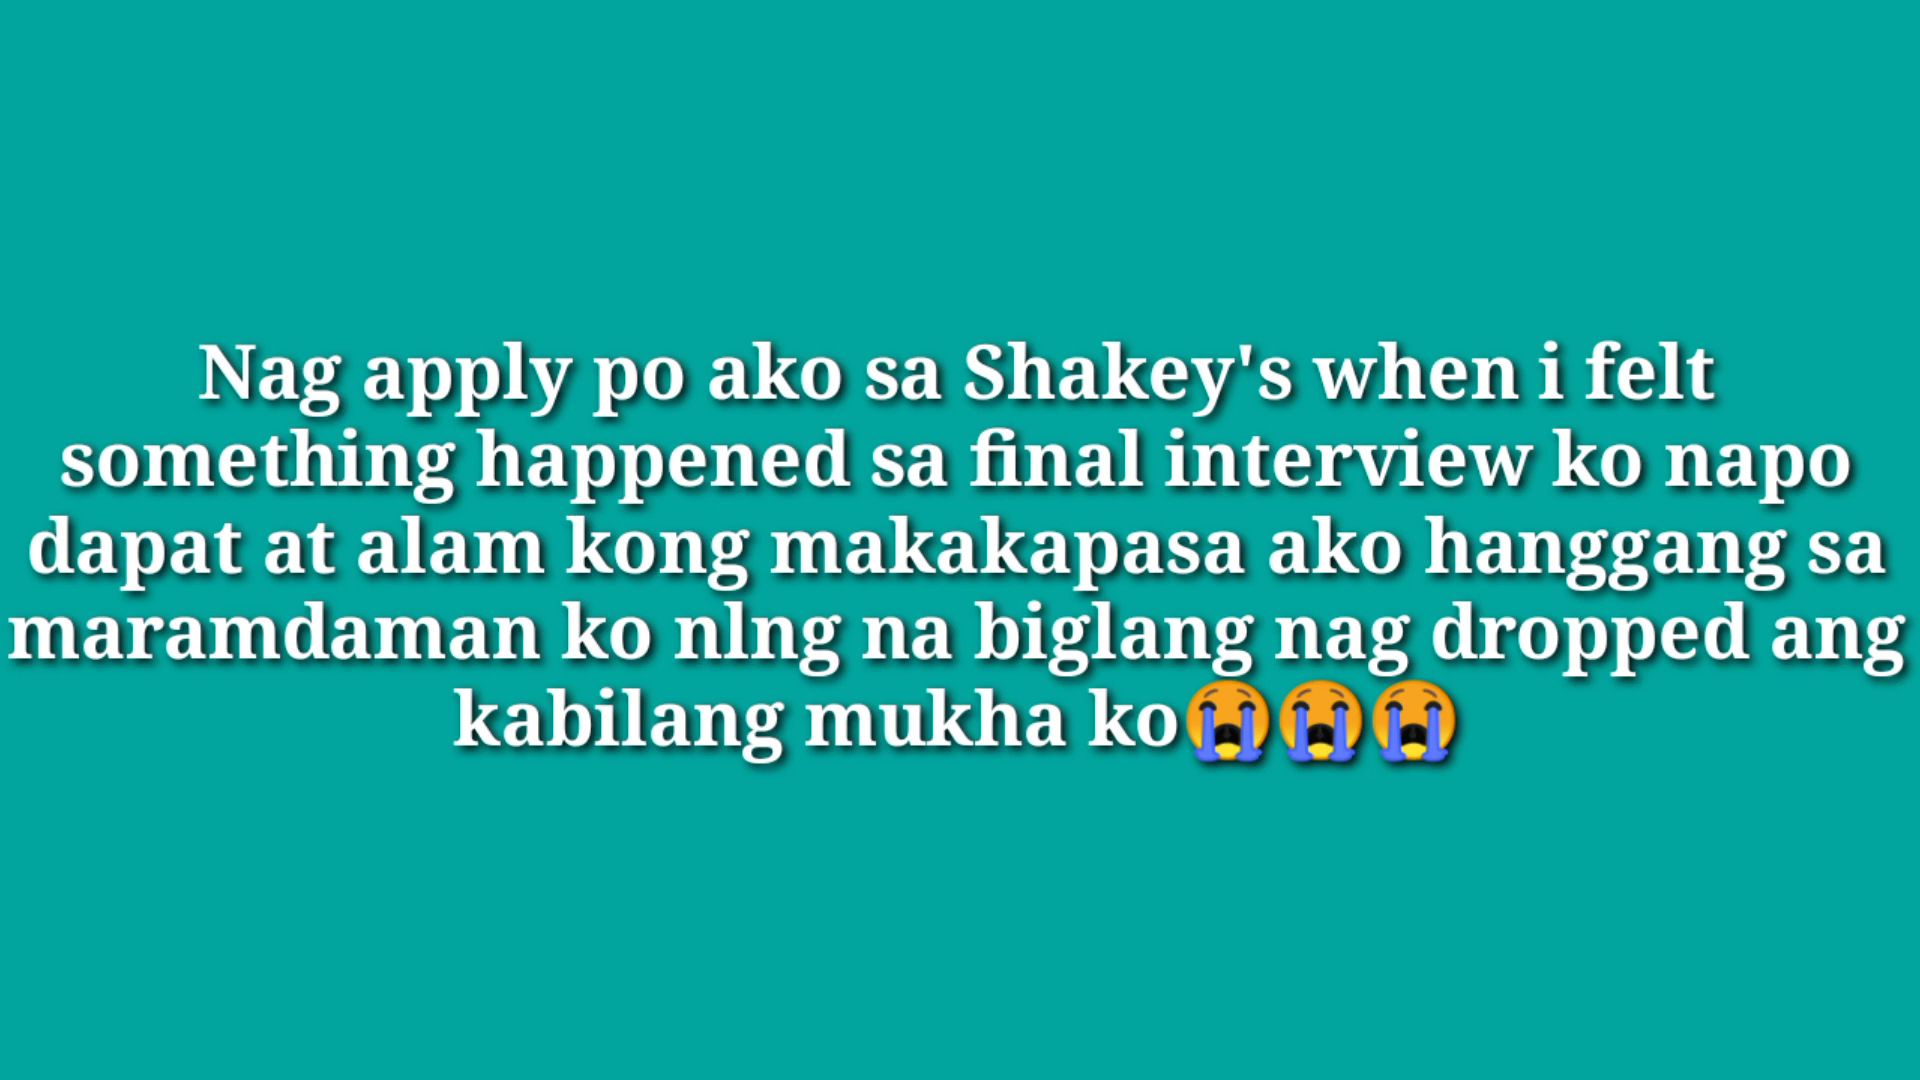 Nag apply po ako sa Shakey's when i felt
something happened sa final interview ko napo
dapat at alam kong makakapasa ako hanggang sa
maramdaman ko nlng na biglang nag dropped ang
kabilang mukha ko😭😭😭